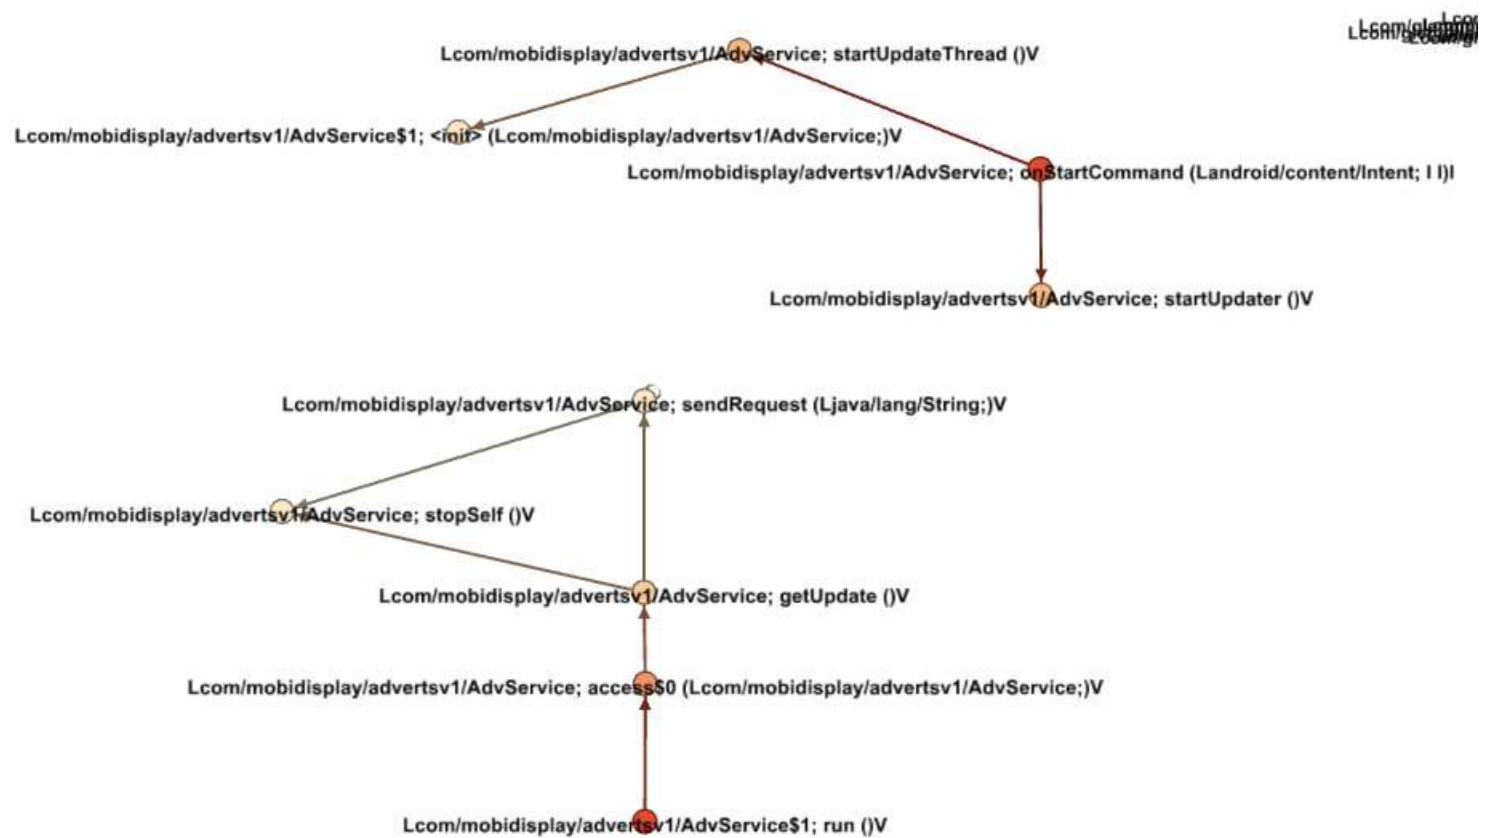 Lcom/mobidisplay/advertsv1/AdvService; startUpdateThread ()V
Lcom/mobidisplay/advertsv1/AdvService$1; <init> (Lcom/mobidisplay/advertsv1/AdvService;)V
Lcom/mobidisplay/advertsv1/AdvService; onStartCommand (Landroid/content/Intent; I I)I
Lcom/mobidisplay/advertsv1/AdvService; startUpdater ()V
Lcom/mobidisplay/advertsv1/AdvService; sendRequest (Ljava/lang/String;)V
Lcom/mobidisplay/advertsv1/AdvService; stopSelf ()V
Lcom/mobidisplay/advertsv1/AdvService; getUpdate ()V
Lcom/mobidisplay/advertsv1/AdvService; access$0 (Lcom/mobidisplay/advertsv1/AdvService;)V
Lcom/mobidisplay/advertsv1/AdvService$1; run ()V